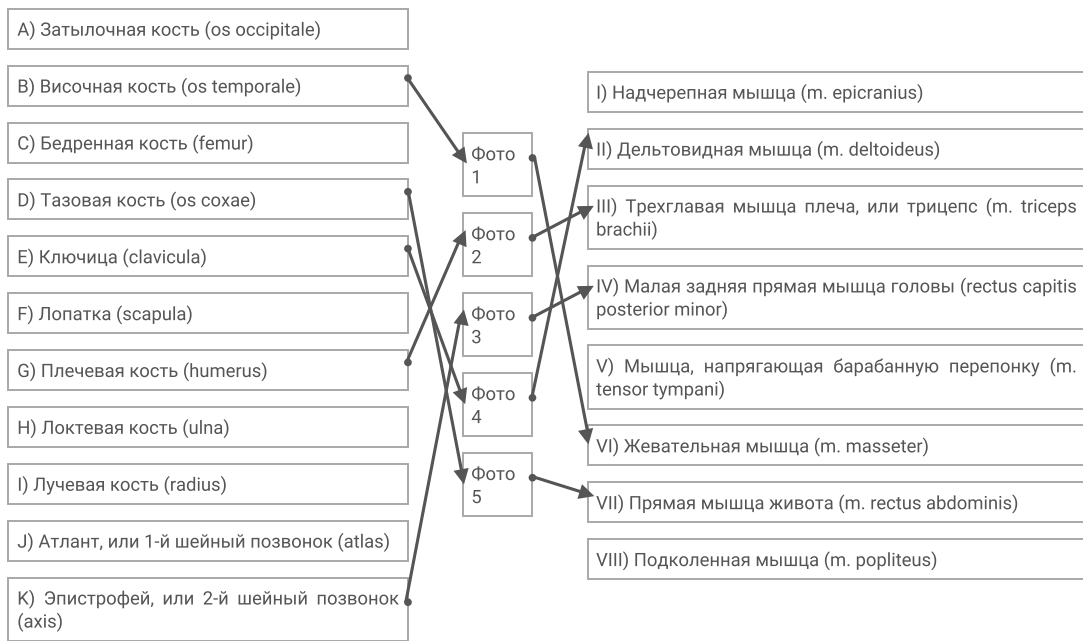 A) Затылочная кость (os occipitale)
B) Височная кость (os temporale)
C) Бедренная кость (femur)
D) Тазовая кость (os coxae)
E) Ключица (clavicula)
F) Лопатка (scapula)
G) Плечевая кость (humerus)
H) Локтевая кость (ulna)
I) Лучевая кость (radius)
J) Атлант, или 1-й шейный позвонок (atlas)
K) Эпистрофей, или 2-й шейный позвонок
(axis)
Фото
1
Фото
2
Фото
3
Фото
4
Фото
5
I) Надчерепная мышца (m. epicranius)
II) Дельтовидная мышца (m. deltoideus)
III) Трехглавая мышца плеча, или трицепс (m. triceps
brachii)
IV) Малая задняя прямая мышца головы (rectus capitis
posterior minor)
V) Мышца, напрягающая барабанную перепонку (m.
tensor tympani)
VI) Жевательная мышца (m. masseter)
VII) Прямая мышца живота (m. rectus abdominis)
VIII) Подколенная мышца (m. popliteus)